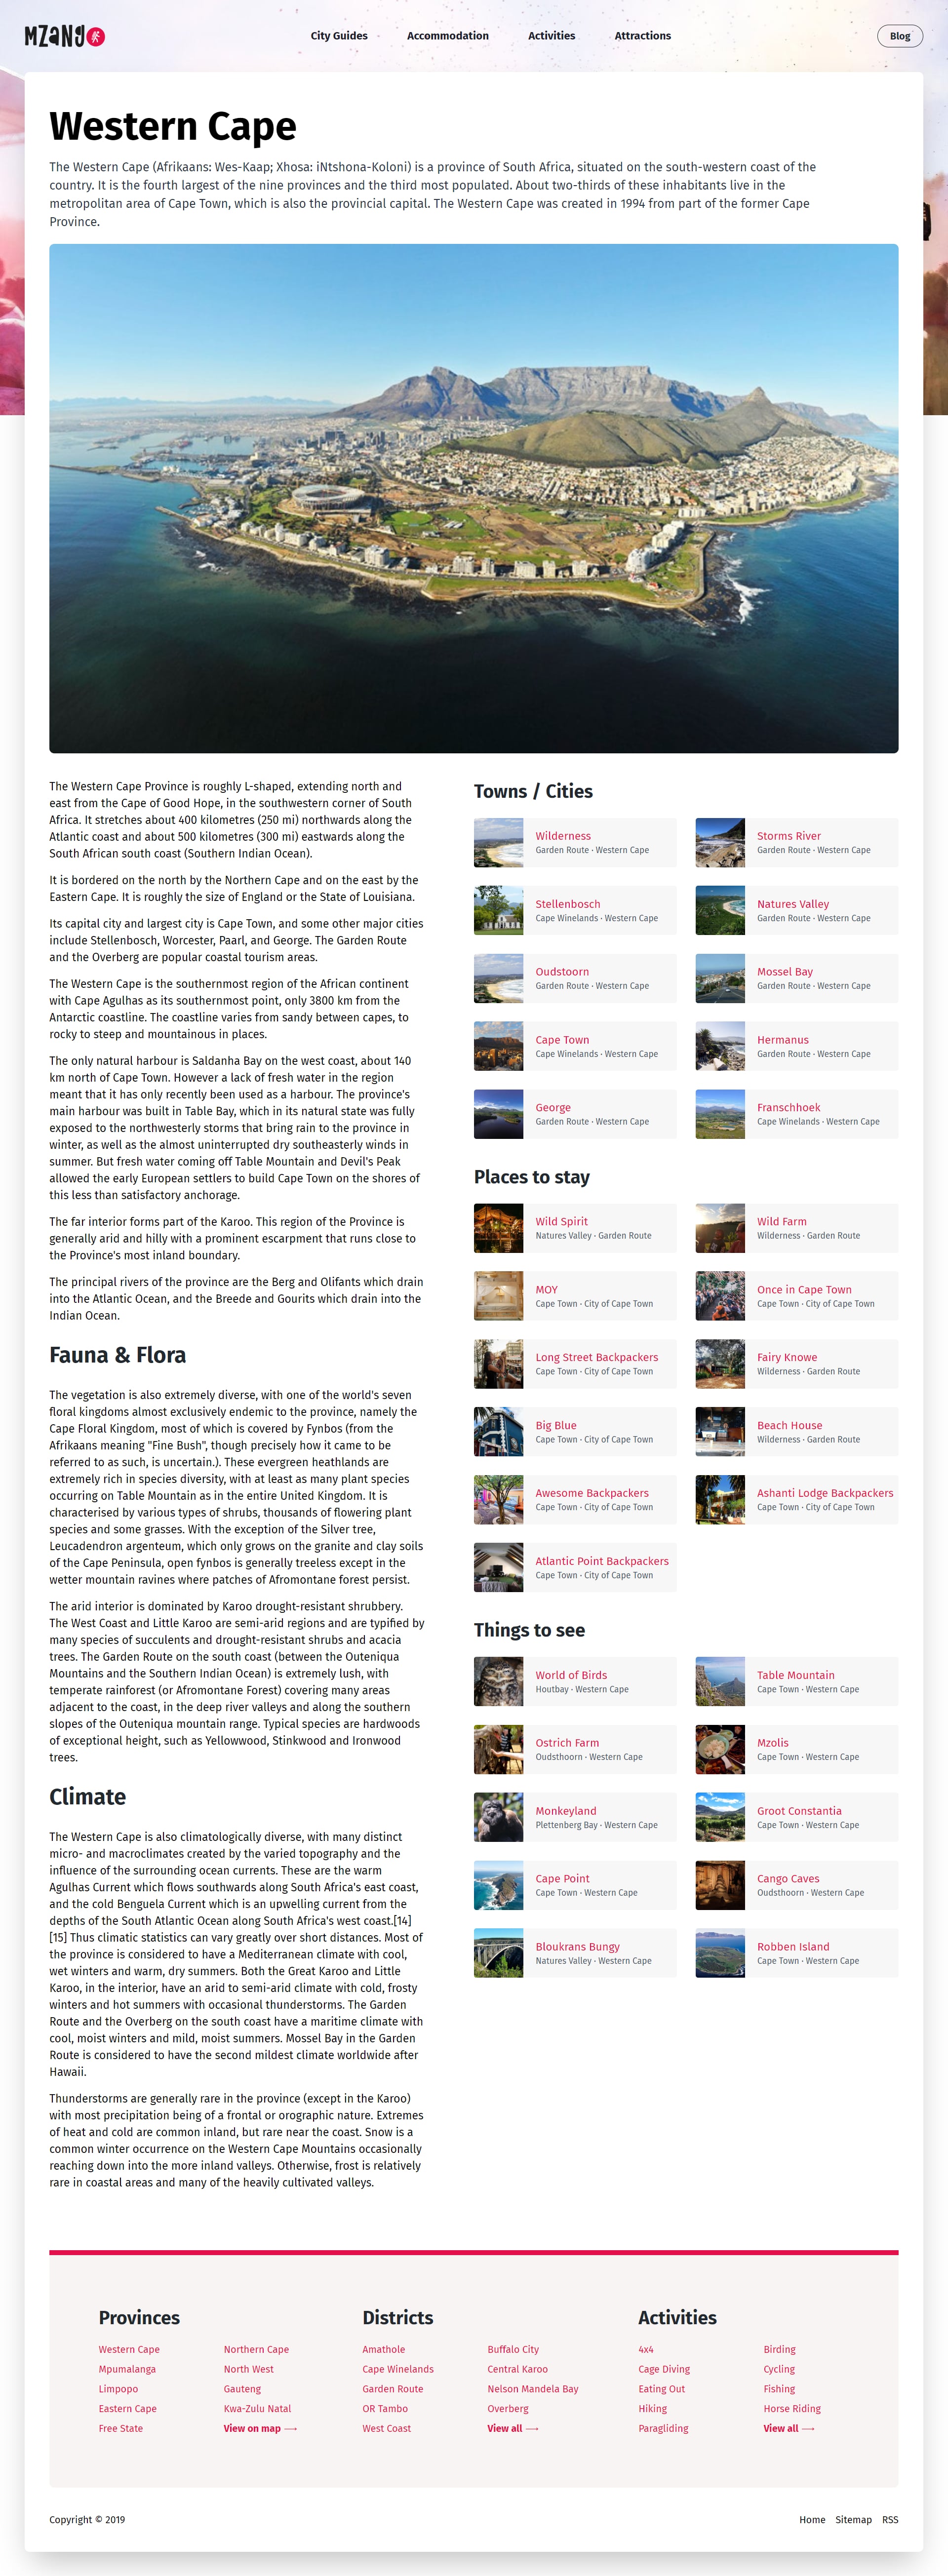 MZANGO
City Guides
Accommodation
Activities
Attractions
Blog
Western Cape
The Western Cape (Afrikaans: Wes-Kaap; Xhosa: iNtshona-Koloni) is a province of South Africa, situated on the south-western coast of the
country. It is the fourth largest of the nine provinces and the third most populated. About two-thirds of these inhabitants live in the
metropolitan area of Cape Town, which is also the provincial capital. The Western Cape was created in 1994 from part of the former Cape
Province.
The Western Cape Province is roughly L-shaped, extending north and
east from the Cape of Good Hope, in the southwestern corner of South
Africa. It stretches about 400 kilometres (250 mi) northwards along the
Atlantic coast and about 500 kilometres (300 mi) eastwards along the
South African south coast (Southern Indian Ocean).
It is bordered on the north by the Northern Cape and on the east by the
Eastern Cape. It is roughly the size of England or the State of Louisiana.
Its capital city and largest city is Cape Town, and some other major cities
include Stellenbosch, Worcester, Paarl, and George. The Garden Route
and the Overberg are popular coastal tourism areas.
The Western Cape is the southernmost region of the African continent
with Cape Agulhas as its southernmost point, only 3800 km from the
Antarctic coastline. The coastline varies from sandy between capes, to
rocky to steep and mountainous in places.
The only natural harbour is Saldanha Bay on the west coast, about 140
km north of Cape Town. However a lack of fresh water in the region
meant that it has only recently been used as a harbour. The province's
main harbour was built in Table Bay, which in its natural state was fully
exposed to the northwesterly storms that bring rain to the province in
winter, as well as the almost uninterrupted dry southeasterly winds in
summer. But fresh water coming off Table Mountain and Devil's Peak
allowed the early European settlers to build Cape Town on the shores of
this less than satisfactory anchorage.
The far interior forms part of the Karoo. This region of the Province is
generally arid and hilly with a prominent escarpment that runs close to
the Province's most inland boundary.
The principal rivers of the province are the Berg and Olifants which drain
into the Atlantic Ocean, and the Breede and Gourits which drain into the
Indian Ocean.
Fauna & Flora
The vegetation is also extremely diverse, with one of the world's seven
floral kingdoms almost exclusively endemic to the province, namely the
Cape Floral Kingdom, most of which is covered by Fynbos (from the
Afrikaans meaning "Fine Bush", though precisely how it came to be
referred to as such, is uncertain.). These evergreen heathlands are
extremely rich in species diversity, with at least as many plant species
occurring on Table Mountain as in the entire United Kingdom. It is
characterised by various types of shrubs, thousands of flowering plant
species and some grasses. With the exception of the Silver tree,
Leucadendron argenteum, which only grows on the granite and clay soils
of the Cape Peninsula, open fynbos is generally treeless except in the
wetter mountain ravines where patches of Afromontane forest persist.
The arid interior is dominated by Karoo drought-resistant shrubbery.
The West Coast and Little Karoo are semi-arid regions and are typified by
many species of succulents and drought-resistant shrubs and acacia
trees. The Garden Route on the south coast (between the Outeniqua
Mountains and the Southern Indian Ocean) is extremely lush, with
temperate rainforest (or Afromontane Forest) covering many areas
adjacent to the coast, in the deep river valleys and along the southern
slopes of the Outeniqua mountain range. Typical species are hardwoods
of exceptional height, such as Yellowwood, Stinkwood and Ironwood
trees.
Climate
The Western Cape is also climatologically diverse, with many distinct
micro- and macroclimates created by the varied topography and the
influence of the surrounding ocean currents. These are the warm
Agulhas Current which flows southwards along South Africa's east coast,
and the cold Benguela Current which is an upwelling current from the
depths of the South Atlantic Ocean along South Africa's west coast.[14]
[15] Thus climatic statistics can vary greatly over short distances. Most of
the province is considered to have a Mediterranean climate with cool,
wet winters and warm, dry summers. Both the Great Karoo and Little
Karoo, in the interior, have an arid to semi-arid climate with cold, frosty
winters and hot summers with occasional thunderstorms. The Garden
Route and the Overberg on the south coast have a maritime climate with
cool, moist winters and mild, moist summers. Mossel Bay in the Garden
Route is considered to have the second mildest climate worldwide after
Hawaii.
Thunderstorms are generally rare in the province (except in the Karoo)
with most precipitation being of a frontal or orographic nature. Extremes
of heat and cold are common inland, but rare near the coast. Snow is a
common winter occurrence on the Western Cape Mountains occasionally
reaching down into the more inland valleys. Otherwise, frost is relatively
rare in coastal areas and many of the heavily cultivated valleys.
Towns / Cities
Wilderness
Garden Route · Western Cape
Storms River
Garden Route · Western Cape
Stellenbosch
Cape Winelands · Western Cape
Natures Valley
Garden Route · Western Cape
Oudstoorn
Garden Route · Western Cape
Mossel Bay
Garden Route · Western Cape
Cape Town
Cape Winelands · Western Cape
Hermanus
Garden Route · Western Cape
George
Garden Route · Western Cape
Franschhoek
Cape Winelands · Western Cape
Places to stay
Wild Spirit
Natures Valley · Garden Route
Wild Farm
Wilderness · Garden Route
MOY
Cape Town · City of Cape Town
Once in Cape Town
Cape Town · City of Cape Town
Long Street Backpackers
Cape Town · City of Cape Town
Fairy Knowe
Wilderness · Garden Route
Big Blue
Cape Town · City of Cape Town
Beach House
Wilderness · Garden Route
Awesome Backpackers
Cape Town · City of Cape Town
Ashanti Lodge Backpackers
Cape Town · City of Cape Town
Atlantic Point Backpackers
Cape Town · City of Cape Town
Things to see
World of Birds
Houtbay · Western Cape
Table Mountain
Cape Town · Western Cape
Ostrich Farm
Oudsthoorn · Western Cape
Mzolis
Cape Town · Western Cape
Monkeyland
Plettenberg Bay · Western Cape
Groot Constantia
Cape Town · Western Cape
Cape Point
Cape Town · Western Cape
Cango Caves
Oudsthoorn · Western Cape
Bloukrans Bungy
Natures Valley · Western Cape
Robben Island
Cape Town · Western Cape
Provinces
Western Cape
Mpumalanga
Limpopo
Eastern Cape
Free State
Northern Cape
North West
Gauteng
Kwa-Zulu Natal
View on map ⟶
Districts
Amathole
Cape Winelands
Garden Route
OR Tambo
West Coast
Buffalo City
Central Karoo
Nelson Mandela Bay
Overberg
View all ⟶
Activities
4x4
Cage Diving
Eating Out
Hiking
Paragliding
Birding
Cycling
Fishing
Horse Riding
View all ⟶
Copyright © 2019
Home
Sitemap
RSS